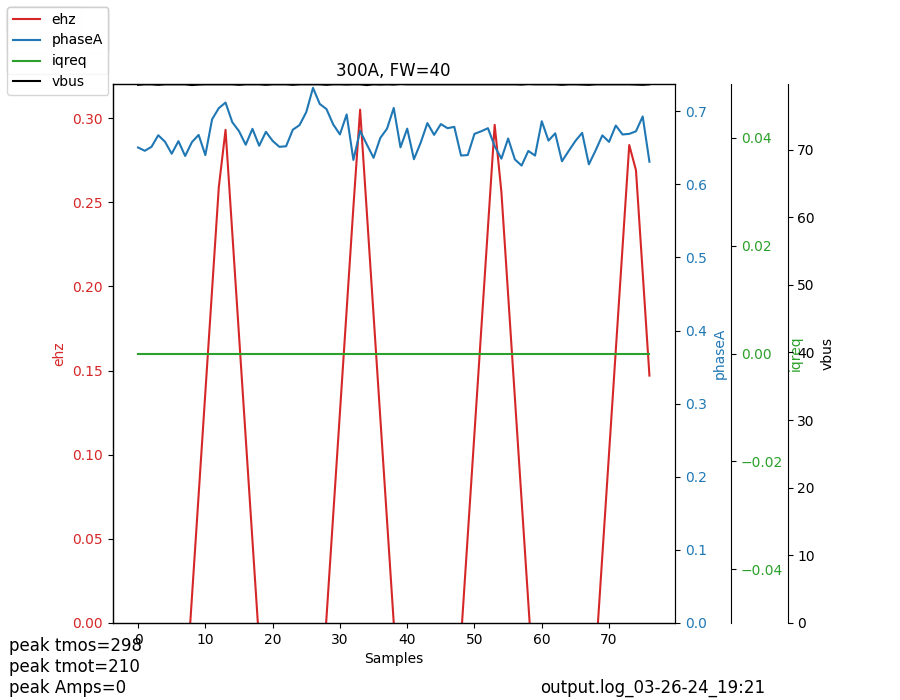 ehz
phaseA
iqreq
vbus
300A, FW=40
0.30
0.25
0.20
0.15
0.10
0.05
0.00
ehz
0.7
0.6
0.5
0.4
0.3
0.2
0.1
0.0
phaseA
0.04
0.02
0.00
−0.02
−0.04
iqreq
70
60
50
40
30
20
10
0
vbus
0 10 20 30 40 50 60 70
Samples
peak tmos=298
peak tmot=210
peak Amps=0
output.log_03-26-24_19:21